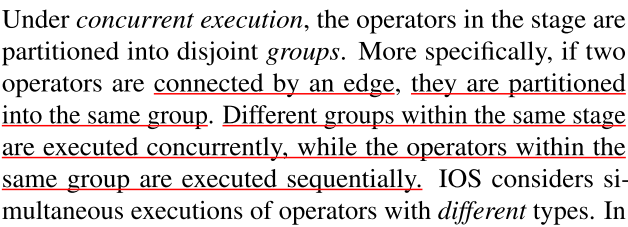 Under concurrent execution, the operators in the stage are
partitioned into disjoint groups. More specifically, if two
operators are connected by an edge, they are partitioned
into the same group. Different groups within the same stage
are executed concurrently, while the operators within the
same group are executed sequentially. IOS considers si-
multaneous executions of operators with different types. In